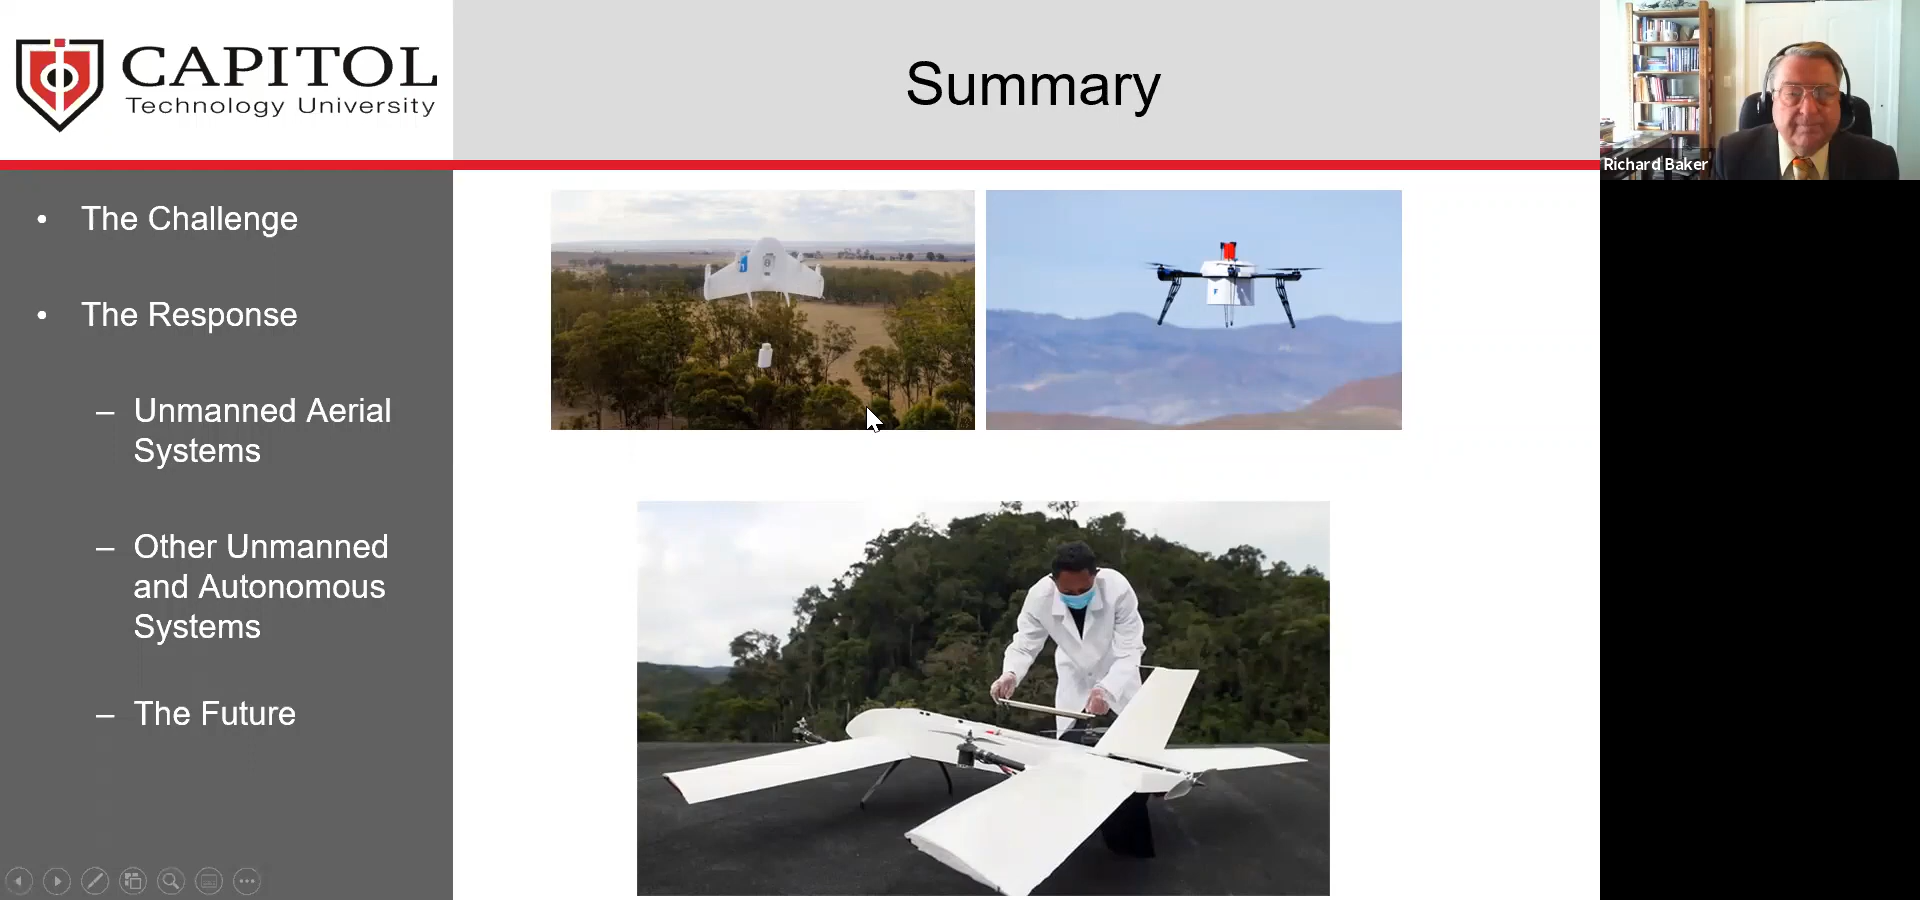 CAPITOL
Technology University
Summary
Richard Baker
• The Challenge
• The Response
– Unmanned Aerial
Systems
– Other Unmanned
and Autonomous
Systems
– The Future